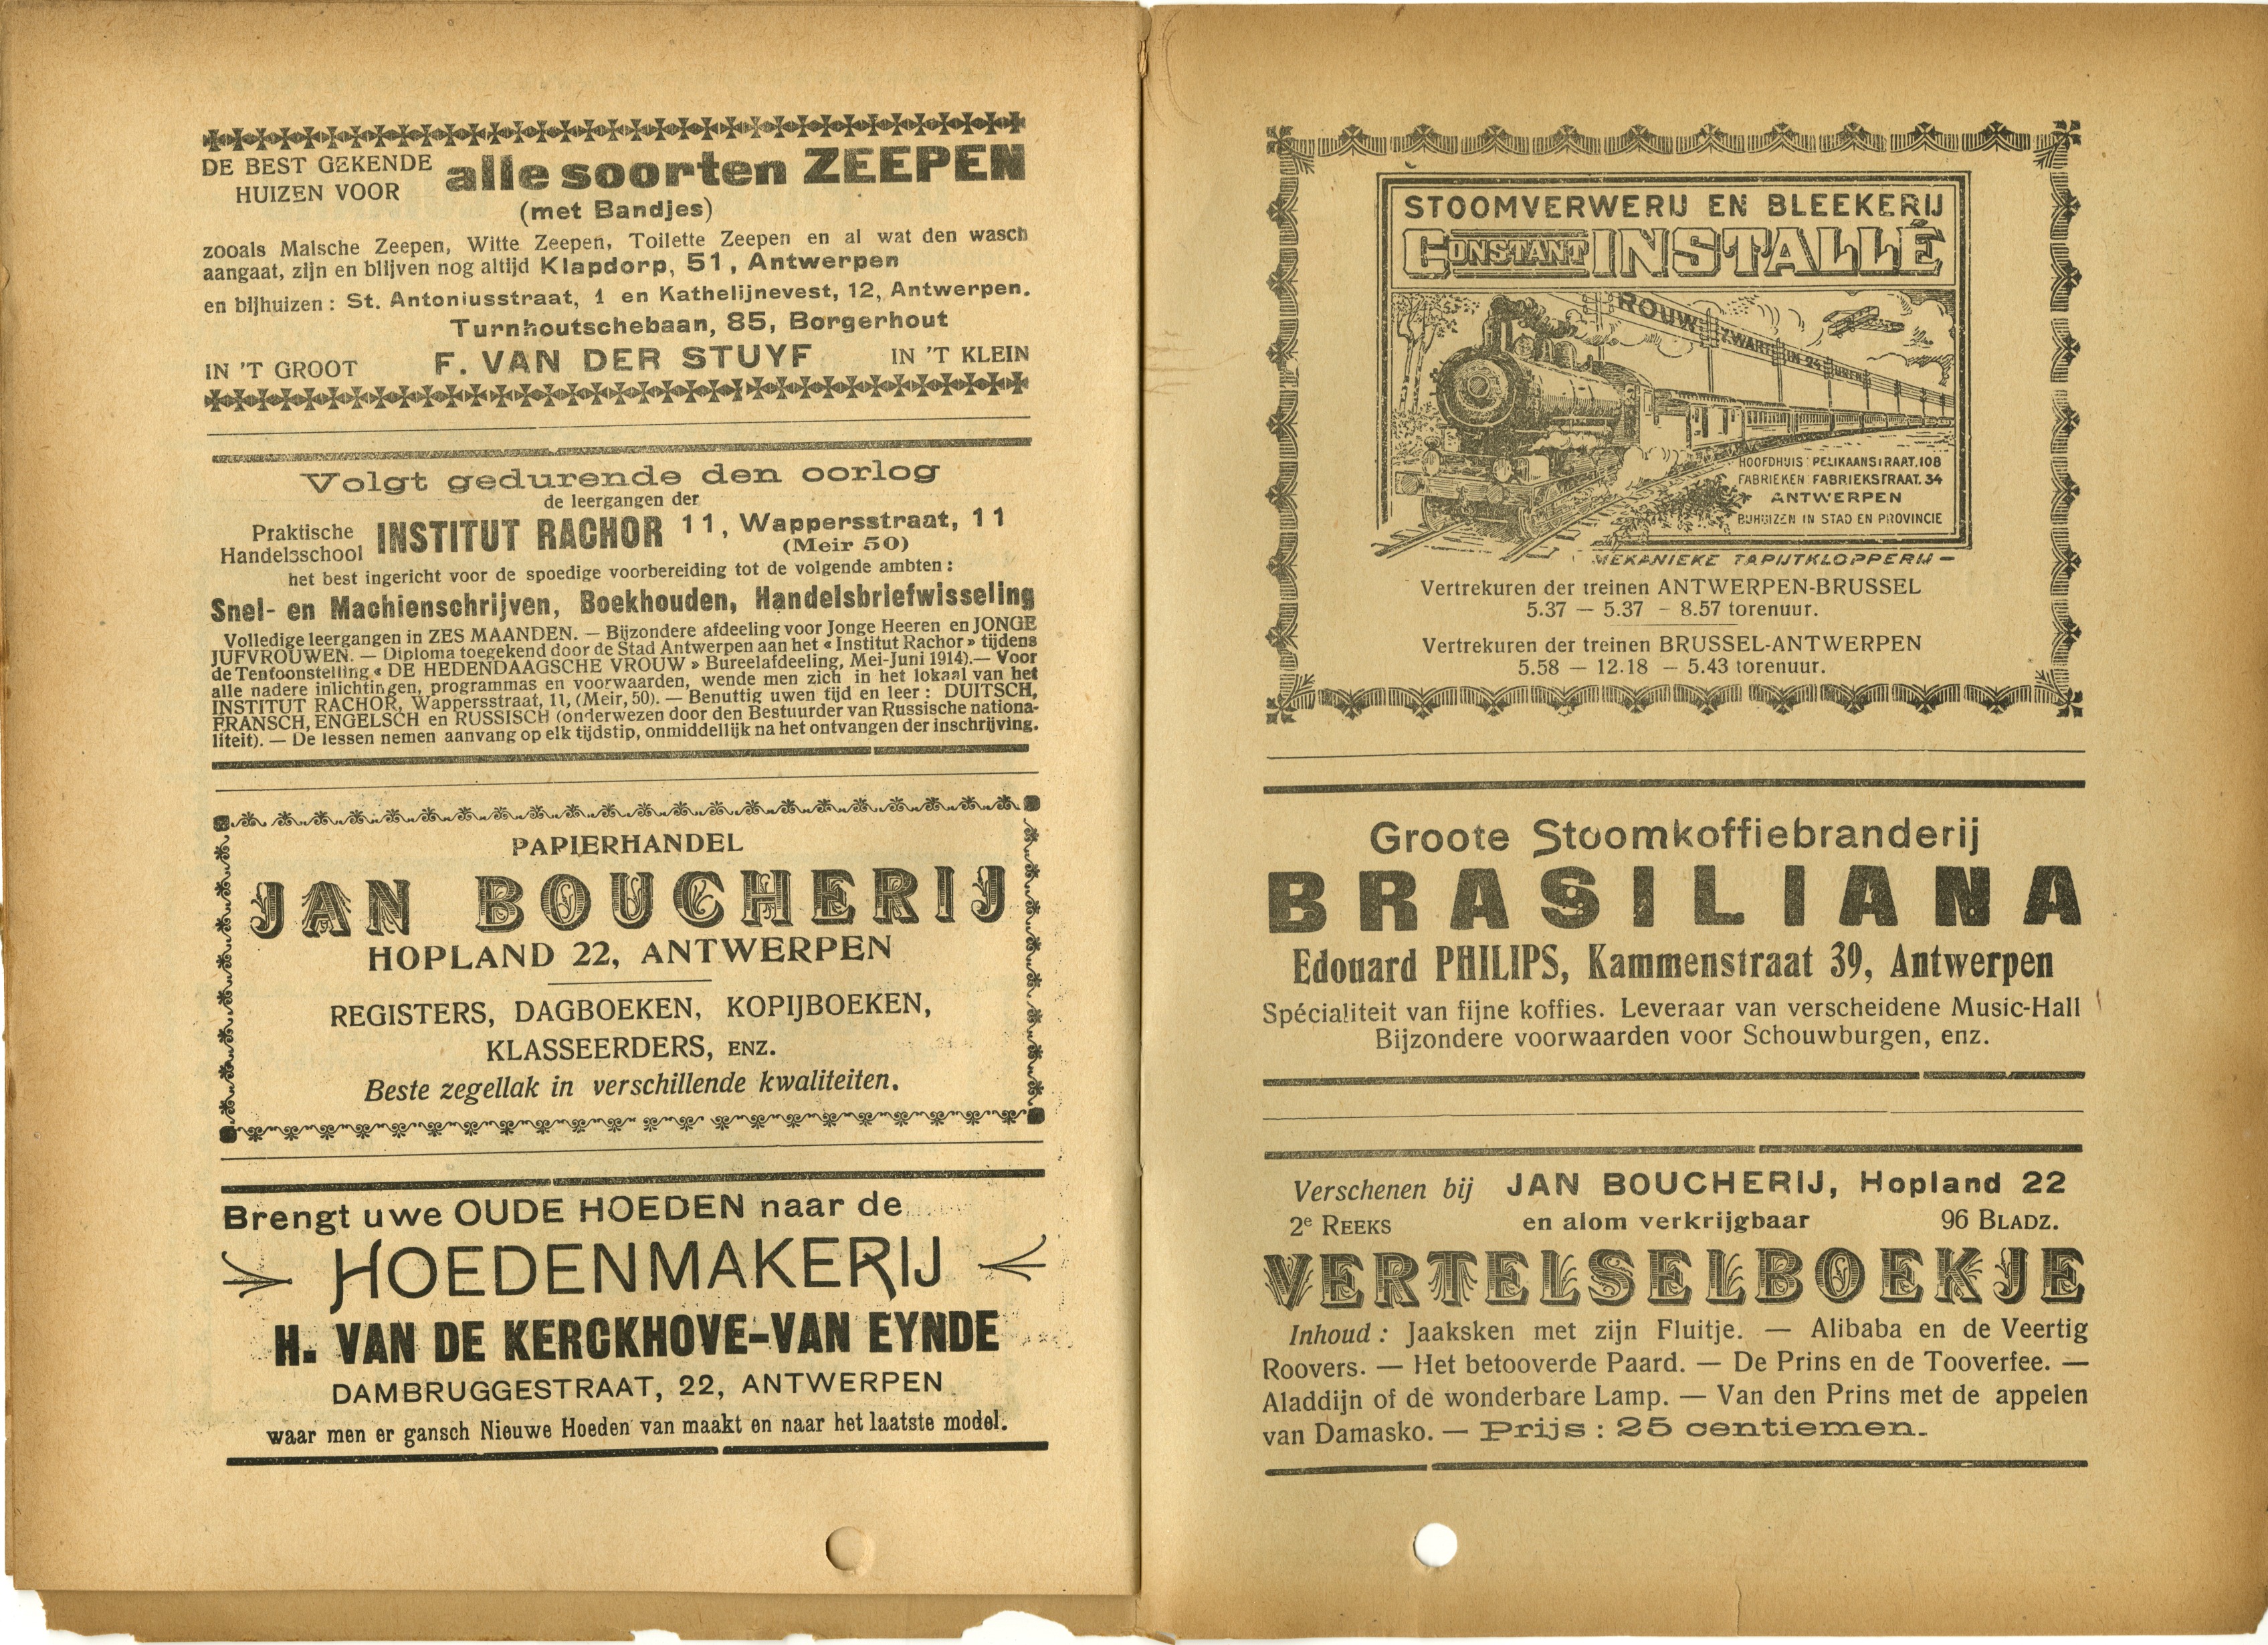 DE BEST GEKENDE HUIZEN VOOR alle soorten ZEEPEN
(met Bandjes)
zooals Malsche Zeepen, Witte Zeepen, Toilette Zeepen en al wat den wasch
aangaat, zijn en blijven nog altijd Klapdorp, 51, Antwerpen
en bijhuizen : St. Antoniusstraat, 1 en Kathelijnevest, 12, Antwerpen.
Turnhoutschebaan, 85, Borgerhout
IN 'T GROOT F. VAN DER STUYF IN 'T KLEIN
Volgt gedurende den oorlog
de leergangen der
Praktische Handelsschool INSTITUT RACHOR 11, Wappersstraat, 11
(Meir 50)
het best ingericht voor de spoedige voorbereiding tot de volgende ambten :
Snel- en Machienschrijven, Boekhouden, Handelsbriefwisseling
Volledige leergangen in ZES MAANDEN. — Bijzondere afdeeling voor Jonge Heeren en JONGE
JUFVROUWEN. — Diploma toegekend door de Stad Antwerpen aan het « Institut Rachor » tijdens
de Tentoonstelling « DE HEDENDAAGSCHE VROUW » Bureelafdeeling, Mei-Juni 1914).— Voor
alle nadere inlichtingen, programmas en voorwaarden, wende men zich in het lokaal van het
INSTITUT RACHOR, Wappersstraat, 11, (Meir, 50). — Benuttig uwen tijd en leer : DUITSCH,
FRANSCH, ENGELSCH en RUSSISCH (onderwezen door den Bestuurder van Russische nationa-
liteit). — De lessen nemen aanvang op elk tijdstip, onmiddellijk na het ontvangen der inschrijving.
PAPIERHANDEL
JAN BOUCHERIJ
HOPLAND 22, ANTWERPEN
REGISTERS, DAGBOEKEN, KOPIJBOEKEN,
KLASSEERDERS, ENZ.
Beste zegellak in verschillende kwaliteiten.
Brengt uwe OUDE HOEDEN naar de
HOEDENMAKERIJ
H. VAN DE KERCKHOVE-VAN EYNDE
DAMBRUGGESTRAAT, 22, ANTWERPEN
waar men er gansch Nieuwe Hoeden van maakt en naar het laatste model.
STOOMVERWERIJ EN BLEEKERIJ
CONSTANT INSTALLÉ
ROUW ZWART IN 24 UREN
HOOFDHUIS : PELIKAANSTRAAT. 108
FABRIEKEN : FABRIEKSTRAAT. 34
ANTWERPEN
BIJHUIZEN IN STAD EN PROVINCIE
MEKANIEKE TAPIJTKLOPPERIJ —
Vertrekuren der treinen ANTWERPEN-BRUSSEL
5.37 — 5.37 – 8.57 torenuur.
Vertrekuren der treinen BRUSSEL-ANTWERPEN
5.58 — 12.18 — 5.43 torenuur.
Groote Stoomkoffiebranderij
BRASILIANA
Edouard PHILIPS, Kammenstraat 39, Antwerpen
Spécialiteit van fijne koffies. Leveraar van verscheidene Music-Hall
Bijzondere voorwaarden voor Schouwburgen, enz.
Verschenen bij JAN BOUCHERIJ, Hopland 22
2e REEKS en alom verkrijgbaar 96 BLADZ.
VERTELSELBOEKJE
Inhoud : Jaaksken met zijn Fluitje. — Alibaba en de Veertig
Roovers. — Het betooverde Paard. — De Prins en de Tooverfee. —
Aladdijn of de wonderbare Lamp. — Van den Prins met de appelen
van Damasko. — Prijs : 25 centiemen.